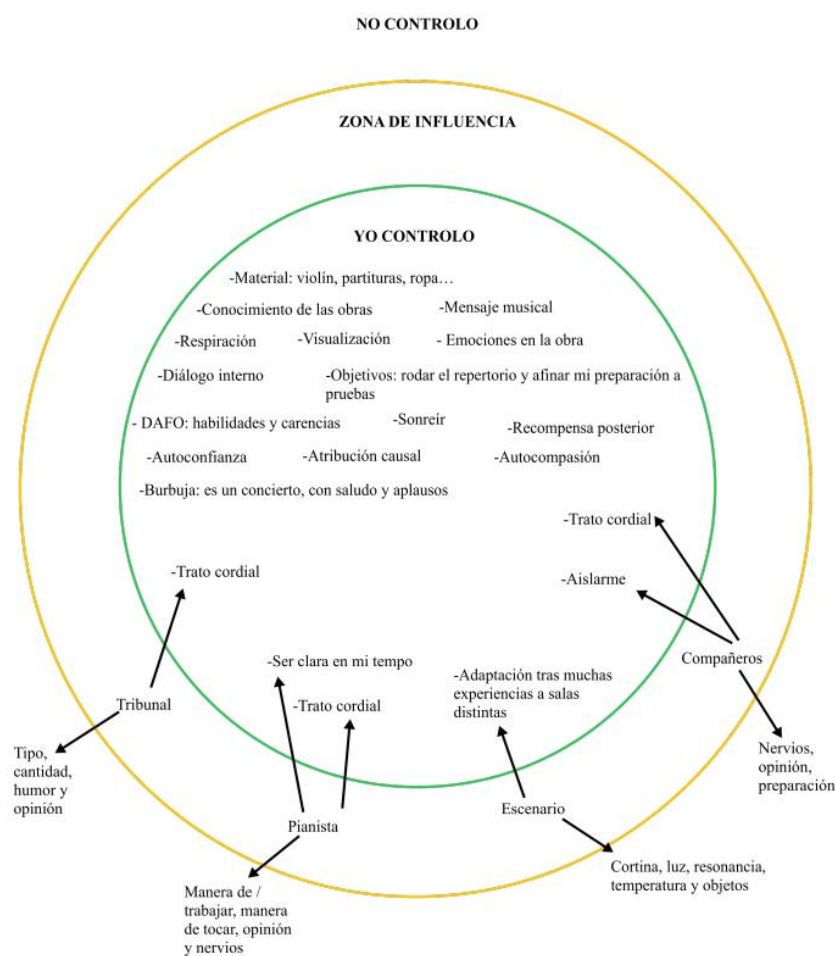 NO CONTROLO
ZONA DE INFLUENCIA
YO CONTROLO
-Material: violín, partituras, ropa…
-Conocimiento de las obras
-Mensaje musical
-Respiración
-Visualización
- Emociones en la obra
-Diálogo interno
-Objetivos: rodar el repertorio y afinar mi preparación a
pruebas
- DAFO: habilidades y carencias
-Sonreír
-Recompensa posterior
-Autoconfianza
-Atribución causal
-Autocompasión
-Burbuja: es un concierto, con saludo y aplausos
-Trato cordial
-Trato cordial
-Aislarme
-Ser clara en mi tempo
-Trato cordial
-Adaptación tras muchas
experiencias a salas
distintas
Compañeros
Tribunal
Tipo,
cantidad,
humor y
opinión
Nervios,
opinión,
preparación
Pianista
Escenario
Manera de /
trabajar, manera
de tocar, opinión
y nervios
Cortina, luz, resonancia,
temperatura y objetos